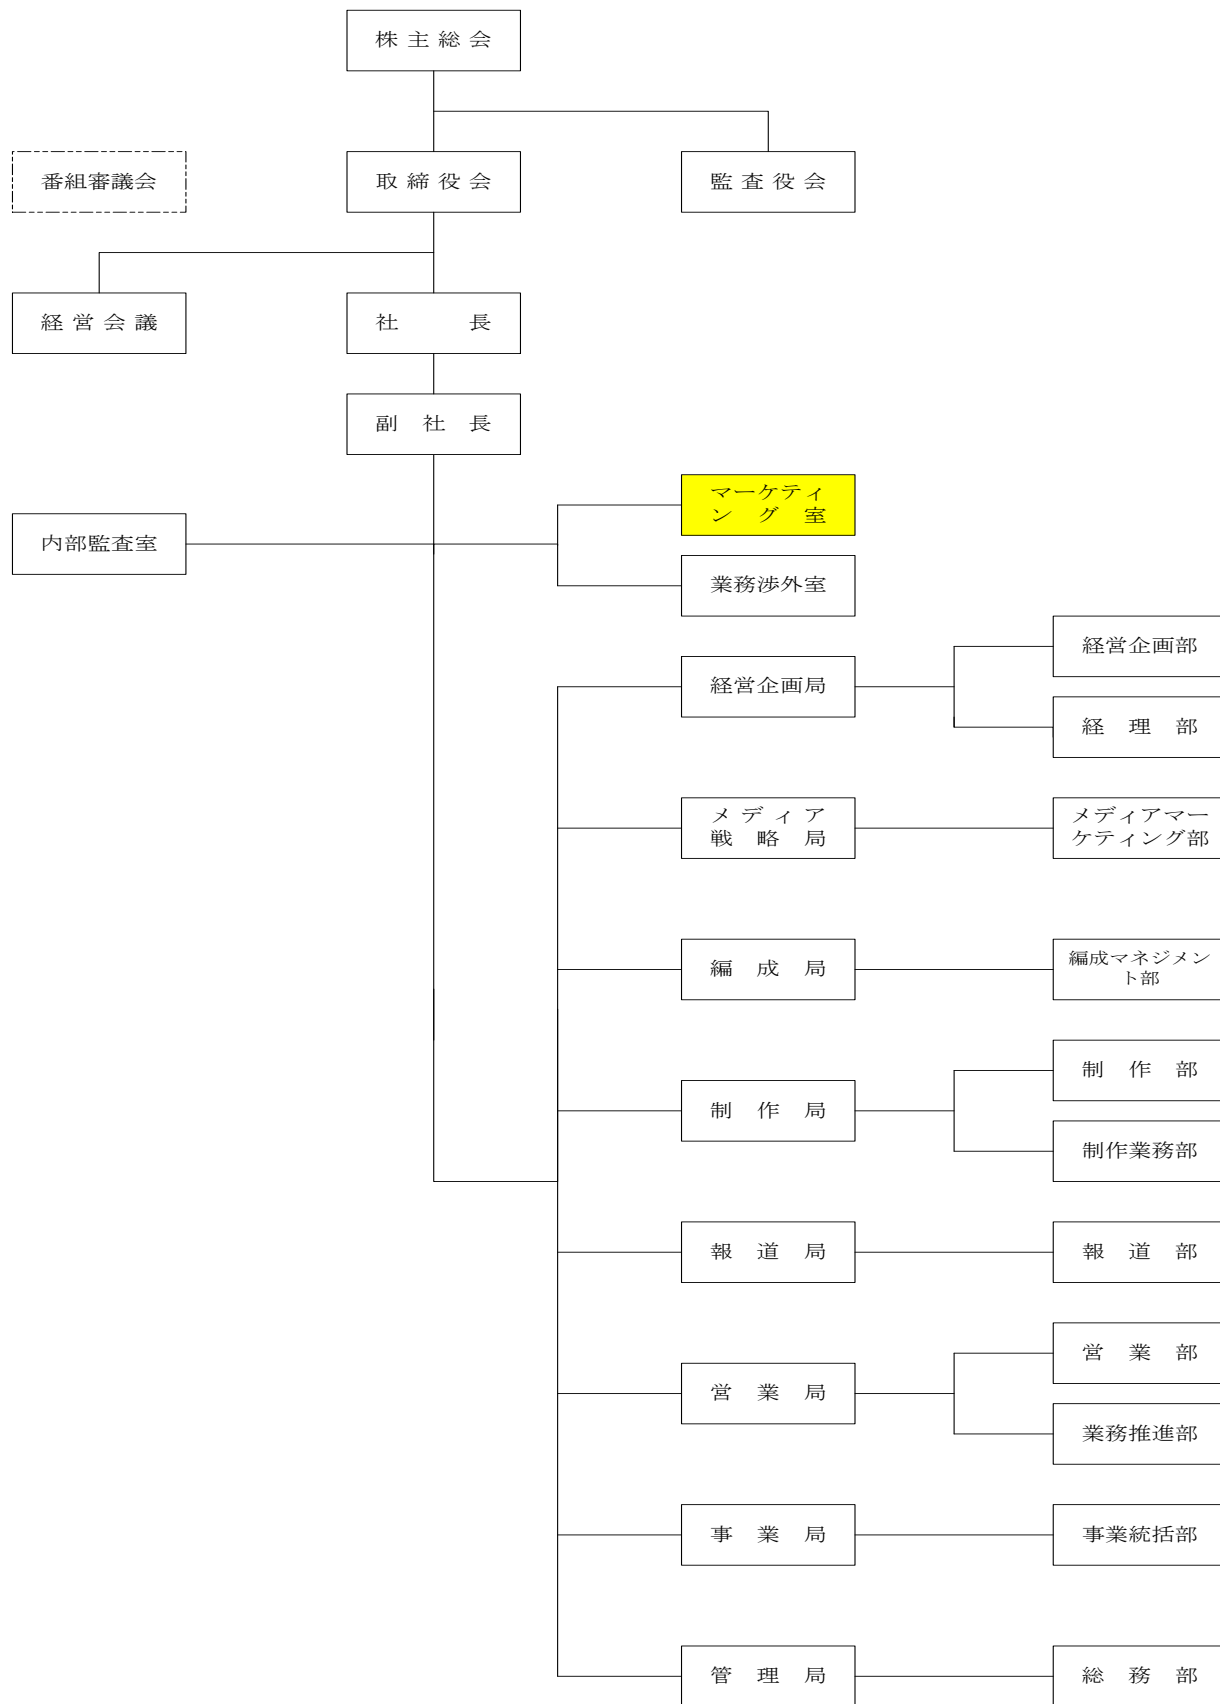 株主総会
番組審議会
取締役会
監査役会
経営会議
社長
副社長
マーケティ
ング室
内部監査室
業務渉外室
経営企画部
経営企画局
経理部
メディア
戦略局
メディアマー
ケティング部
編成局
編成マネジメン
ト部
制作部
制作局
制作業務部
報道局
報道部
営業部
営業局
業務推進部
事業局
事業統括部
管理局
総務部